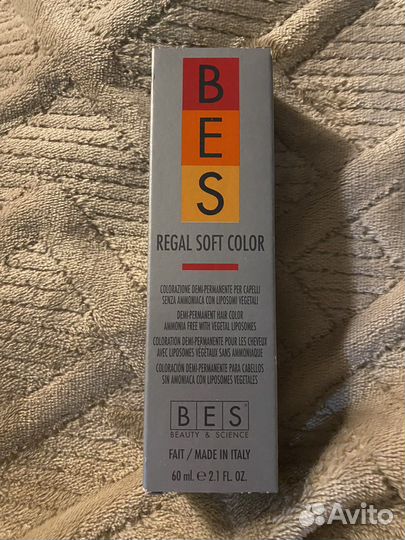 B
E
S
REGAL SOFT COLOR
COLORAZIONE DEMI-PERMANENTE PER CAPELLI
SENZA AMMONIACA CON LIPOSOMI VEGETALI
DEMI-PERMANENT HAIR COLOR
AMMONIA FREE WITH VEGETAL LIPOSOMES
COLORATION DEMI-PERMANENTE POUR LES CHEVEUX
AVEC LIPOSOMES VÉGÉTAUX SANS AMMONIAQUE
COLORACIÓN DEMI-PERMANENTE PARA CABELLOS
SIN AMONIACA CON LIPOSOMAS VEGETALES
BES
BEAUTY & SCIENCE
FAIT / MADE IN ITALY
60 ml. e 2.1 FL. OZ.
Avito